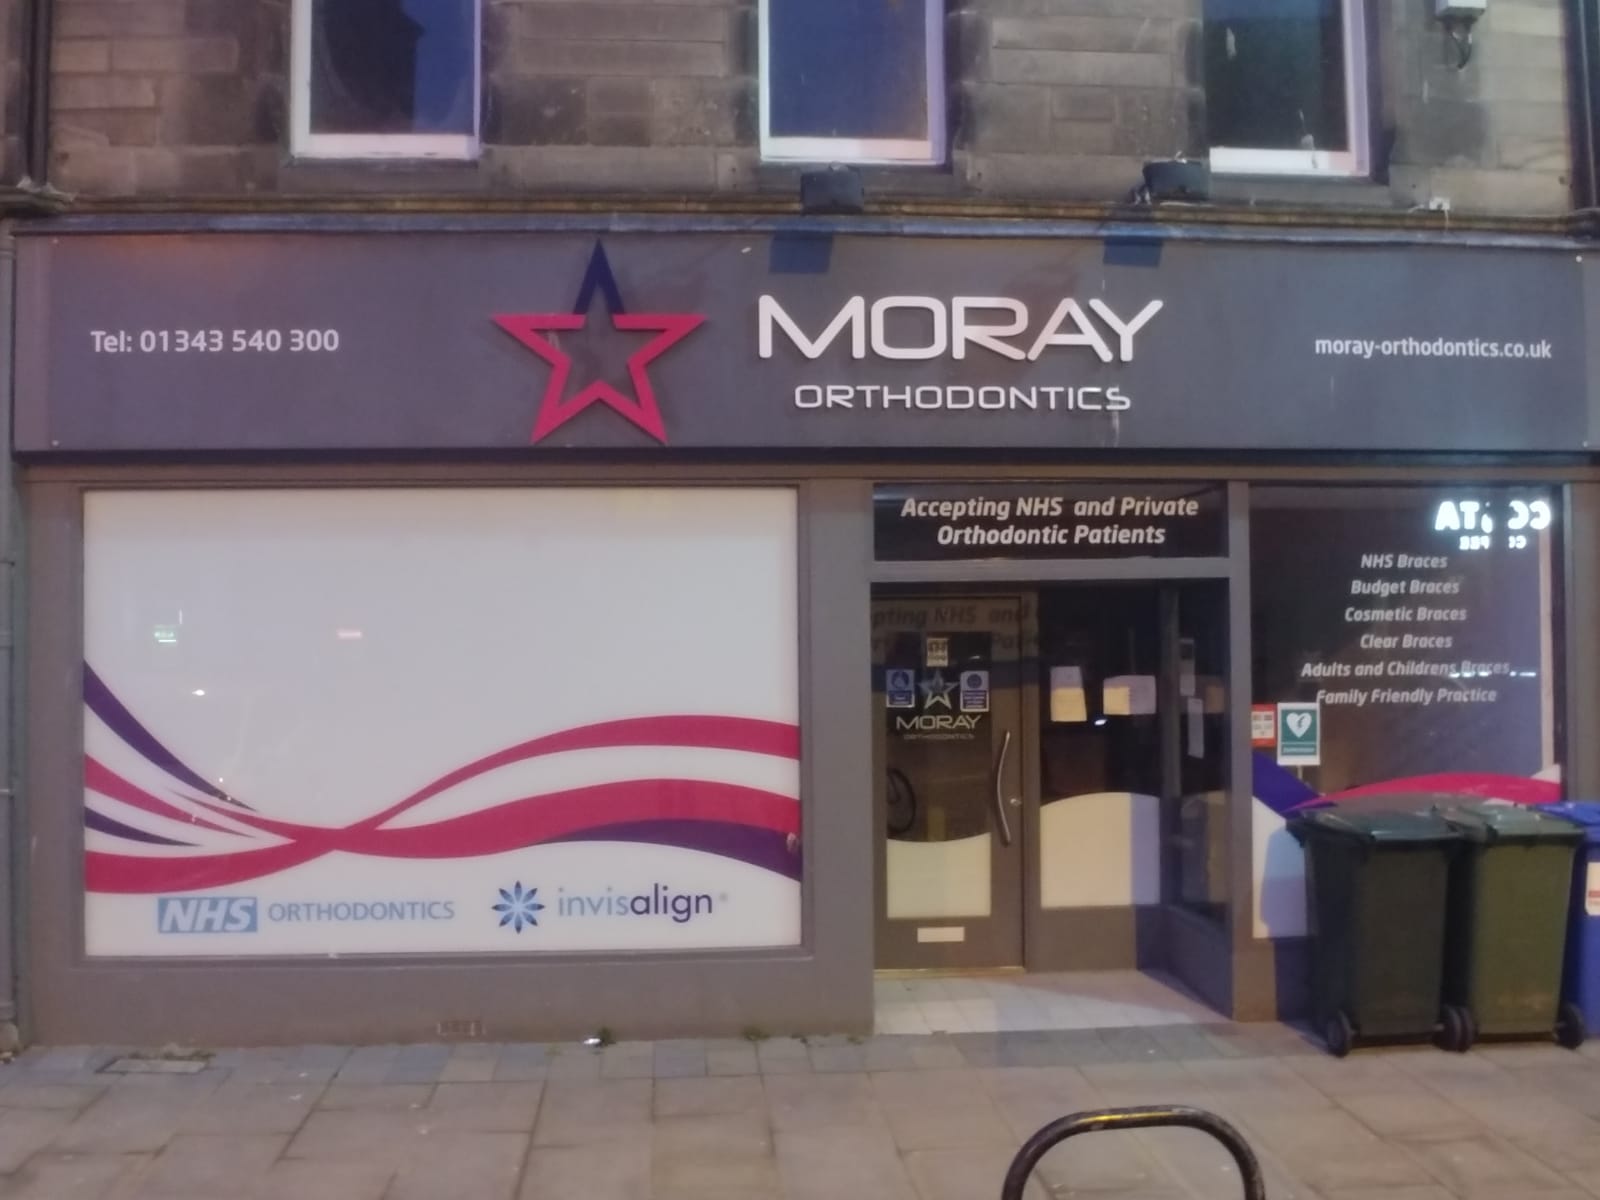 Tel: 01343 540 300
MORAY
ORTHODONTICS
moray-orthodontics.co.uk
Accepting NHS and Private
Orthodontic Patients
NHS Braces
Budget Braces
Cosmetic Braces
Clear Braces
Adults and Childrens Braces
Family Friendly Practice
MORAY
ORTHODONTICS
NHS ORTHODONTICS
invisalign